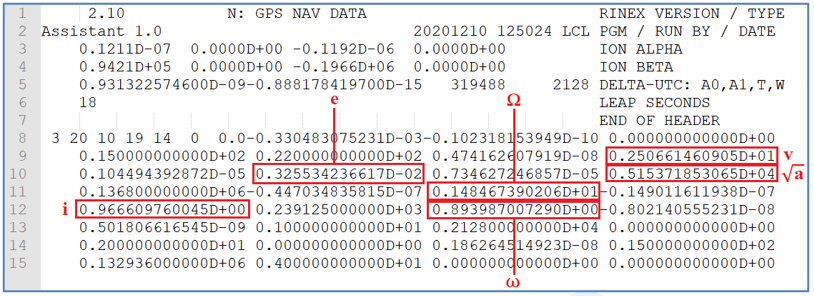 1 2.10 N: GPS NAV DATA RINEX VERSION / TYPE
2 Assistant 1.0 20201210 125024 LCL PGM / RUN BY / DATE
3 0.1211D-07 0.0000D+00 -0.1192D-06 0.0000D+00 ION ALPHA
4 0.9421D+05 0.0000D+00 -0.1966D+06 0.0000D+00 ION BETA
5 0.931322574600D-09-0.888178419700D-15 319488 2128 DELTA-UTC: A0,A1,T,W
6 18 LEAP SECONDS
e Ω
7 END OF HEADER
8 3 20 10 19 14 0 0.0-0.330483075231D-03-0.102318153949D-10 0.000000000000D+00
9 0.150000000000D+02 0.220000000000D+02 0.474162607919D-08 0.250661460905D+01 v
10 0.104494392872D-05 0.325534236617D-02 0.734627246857D-05 0.515371853065D+04 √a
11 0.136800000000D+06-0.447034835815D-07 0.148467390206D+01-0.149011611938D-07
i 12 0.966609760045D+00 0.239125000000D+03 0.893987007290D+00-0.802140555231D-08
13 0.501806616545D-09 0.100000000000D+01 0.212800000000D+04 0.000000000000D+00
14 0.200000000000D+01 0.000000000000D+00 0.186264514923D-08 0.150000000000D+02
15 0.132936000000D+06 0.400000000000D+01 0.000000000000D+00 0.000000000000D+00
ω